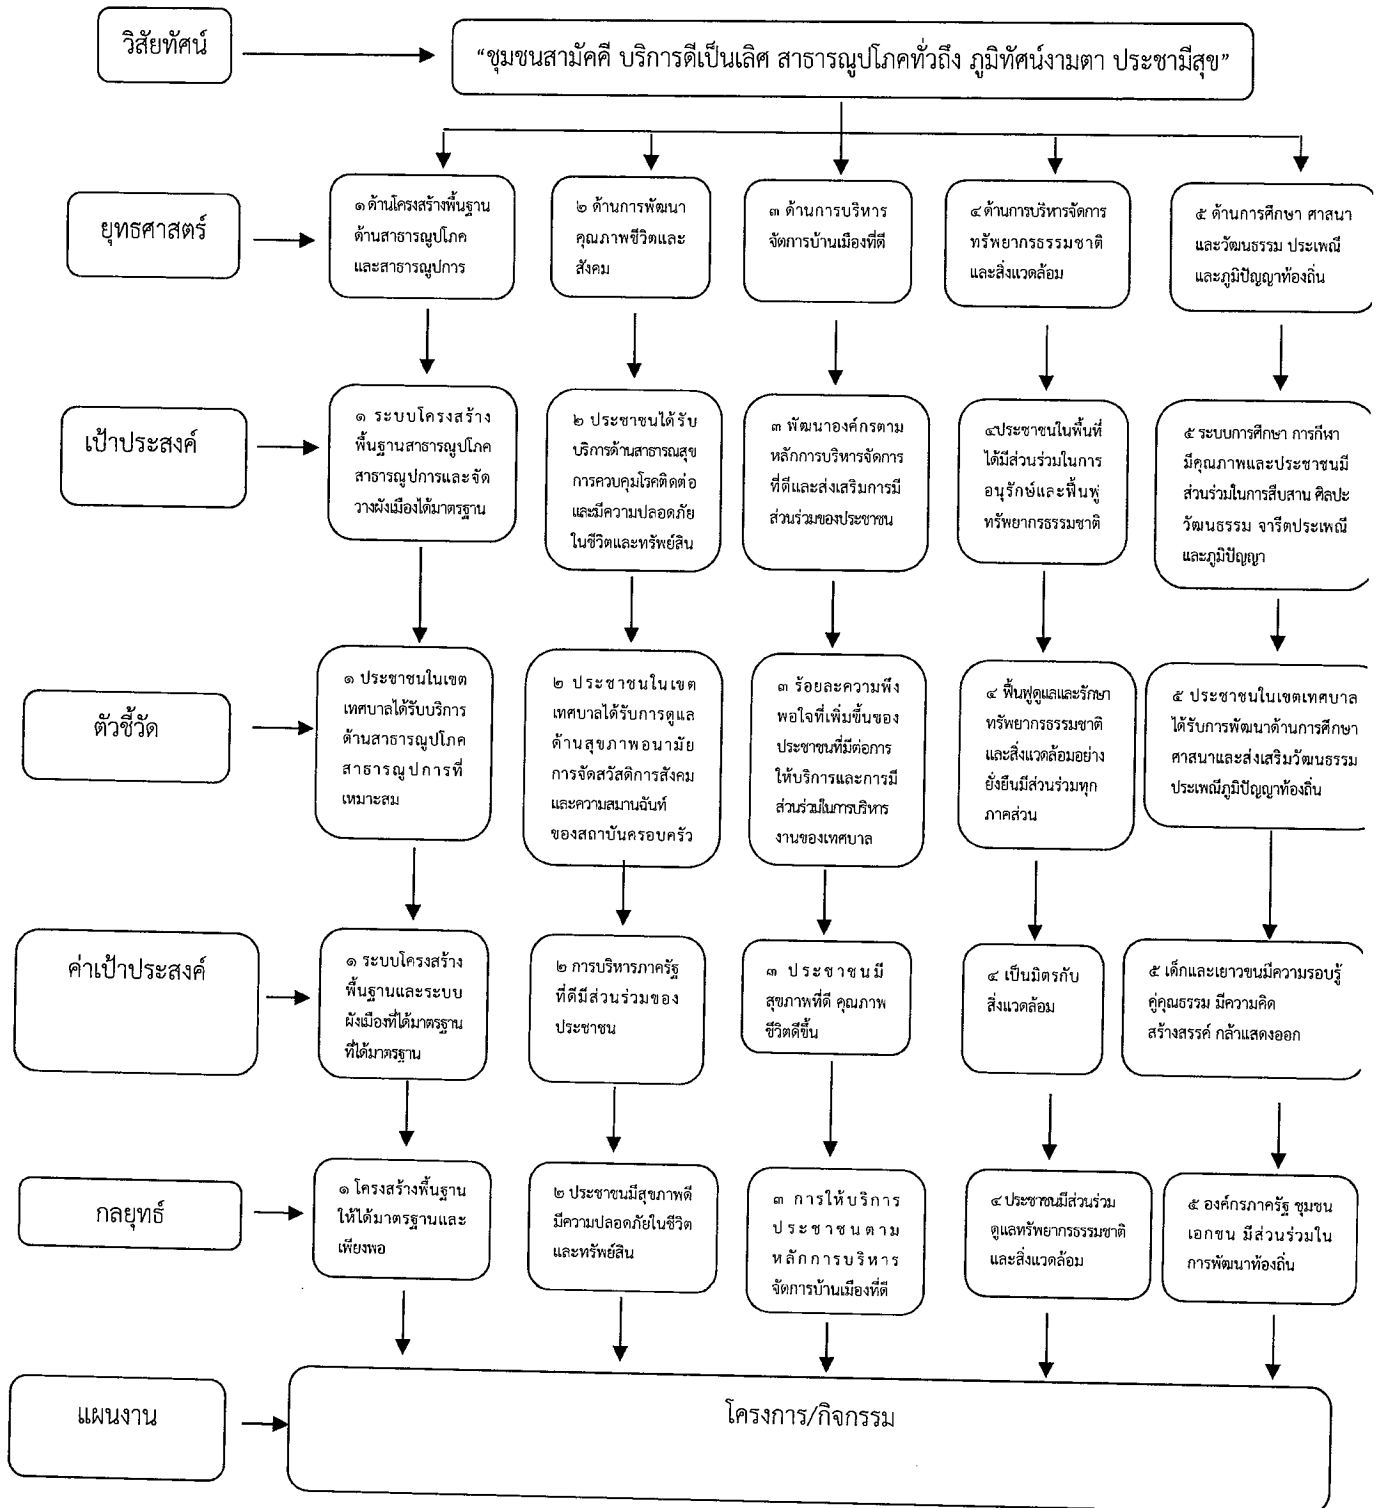 วิสัยทัศน์
“ชุมชนสามัคคี บริการดีเป็นเลิศ สาธารณูปโภคทั่วถึง ภูมิทัศน์งามตา ประชามีสุข”
ยุทธศาสตร์
๑ ด้านโครงสร้างพื้นฐาน
ด้านสาธารณูปโภค
และสาธารณูปการ
๒ ด้านการพัฒนา
คุณภาพชีวิตและ
สังคม
๓ ด้านการบริหาร
จัดการบ้านเมืองที่ดี
๔ ด้านการบริหารจัดการ
ทรัพยากรธรรมชาติ
และสิ่งแวดล้อม
๕ ด้านการศึกษา ศาสนา
และวัฒนธรรม ประเพณี
และภูมิปัญญาท้องถิ่น
เป้าประสงค์
๑ ระบบโครงสร้าง
พื้นฐานสาธารณูปโภค
สาธารณูปการและจัด
วางผังเมืองได้มาตรฐาน
๒ ประชาชนได้รับ
บริการด้านสาธารณสุข
การควบคุมโรคติดต่อ
และมีความปลอดภัย
ในชีวิตและทรัพย์สิน
๓ พัฒนาองค์กรตาม
หลักการบริหารจัดการ
ที่ดีและส่งเสริมการมี
ส่วนร่วมของประชาชน
๔ประชาชนในพื้นที่
ได้มีส่วนร่วมในการ
อนุรักษ์และฟื้นฟู
ทรัพยากรธรรมชาติ
๕ ระบบการศึกษา การกีฬา
มีคุณภาพและประชาชนมี
ส่วนร่วมในการสืบสาน ศิลปะ
วัฒนธรรม จารีตประเพณี
และภูมิปัญญา
ตัวชี้วัด
๑ ประชาชนในเขต
เทศบาลได้รับบริการ
ด้านสาธารณูปโภค
สาธารณูปการที่
เหมาะสม
๒ ประชาชนในเขต
เทศบาลได้รับการดูแล
ด้านสุขภาพอนามัย
การจัดสวัสดิการสังคม
และความสมานฉันท์
ของสถาบันครอบครัว
๓ ร้อยละความพึง
พอใจที่เพิ่มขึ้นของ
ประชาชนที่มีต่อการ
ให้บริการและการมี
ส่วนร่วมในการบริหาร
งานของเทศบาล
๔ ฟื้นฟูดูแลและรักษา
ทรัพยากรธรรมชาติ
และสิ่งแวดล้อมอย่าง
ยั่งยืนมีส่วนร่วมทุก
ภาคส่วน
๕ ประชาชนในเขตเทศบาล
ได้รับการพัฒนาด้านการศึกษา
ศาสนาและส่งเสริมวัฒนธรรม
ประเพณีภูมิปัญญาท้องถิ่น
ค่าเป้าประสงค์
๑ ระบบโครงสร้าง
พื้นฐานและระบบ
ผังเมืองที่ได้มาตรฐาน
ที่ได้มาตรฐาน
๒ การบริหารภาครัฐ
ที่ดีมีส่วนร่วมของ
ประชาชน
๓ ประชาชนมี
สุขภาพที่ดี คุณภาพ
ชีวิตดีขึ้น
๔ เป็นมิตรกับ
สิ่งแวดล้อม
๕ เด็กและเยาวชนมีความรอบรู้
คู่คุณธรรม มีความคิด
สร้างสรรค์ กล้าแสดงออก
กลยุทธ์
๑ โครงสร้างพื้นฐาน
ให้ได้มาตรฐานและ
เพียงพอ
๒ ประชาชนมีสุขภาพดี
มีความปลอดภัยในชีวิต
และทรัพย์สิน
๓ การให้บริการ
ประชาชนตาม
หลักการบริหาร
จัดการบ้านเมืองที่ดี
๔ ประชาชนมีส่วนร่วม
ดูแลทรัพยากรธรรมชาติ
และสิ่งแวดล้อม
๕ องค์กรภาครัฐ ชุมชน
เอกชน มีส่วนร่วมใน
การพัฒนาท้องถิ่น
แผนงาน
โครงการ/กิจกรรม